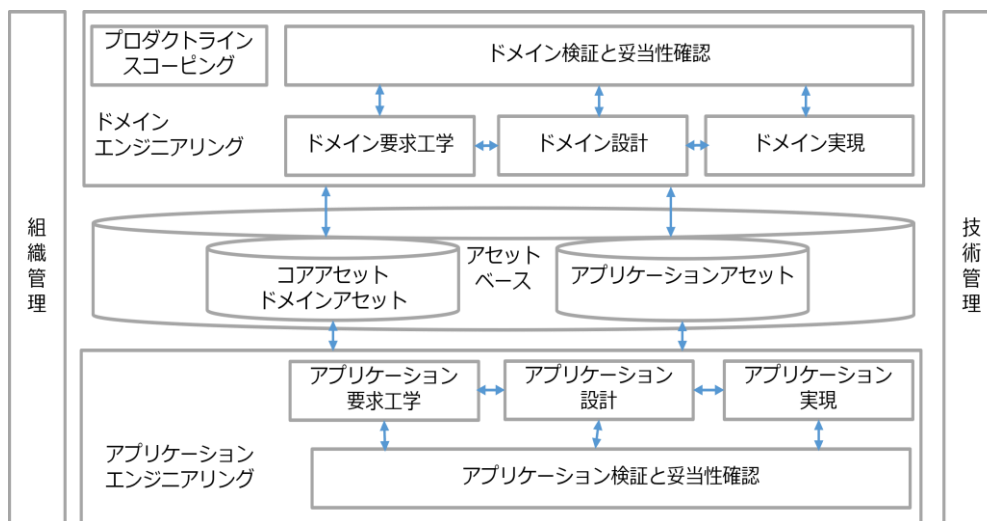 プロダクトライン
スコーピング
ドメイン検証と妥当性確認
ドメイン
エンジニアリング
ドメイン要求工学
ドメイン設計
ドメイン実現
組織管理
技術管理
アセット
ベース
コアアセット
ドメインアセット
アプリケーションアセット
アプリケーション
要求工学
アプリケーション
設計
アプリケーション
実現
アプリケーション
エンジニアリング
アプリケーション検証と妥当性確認